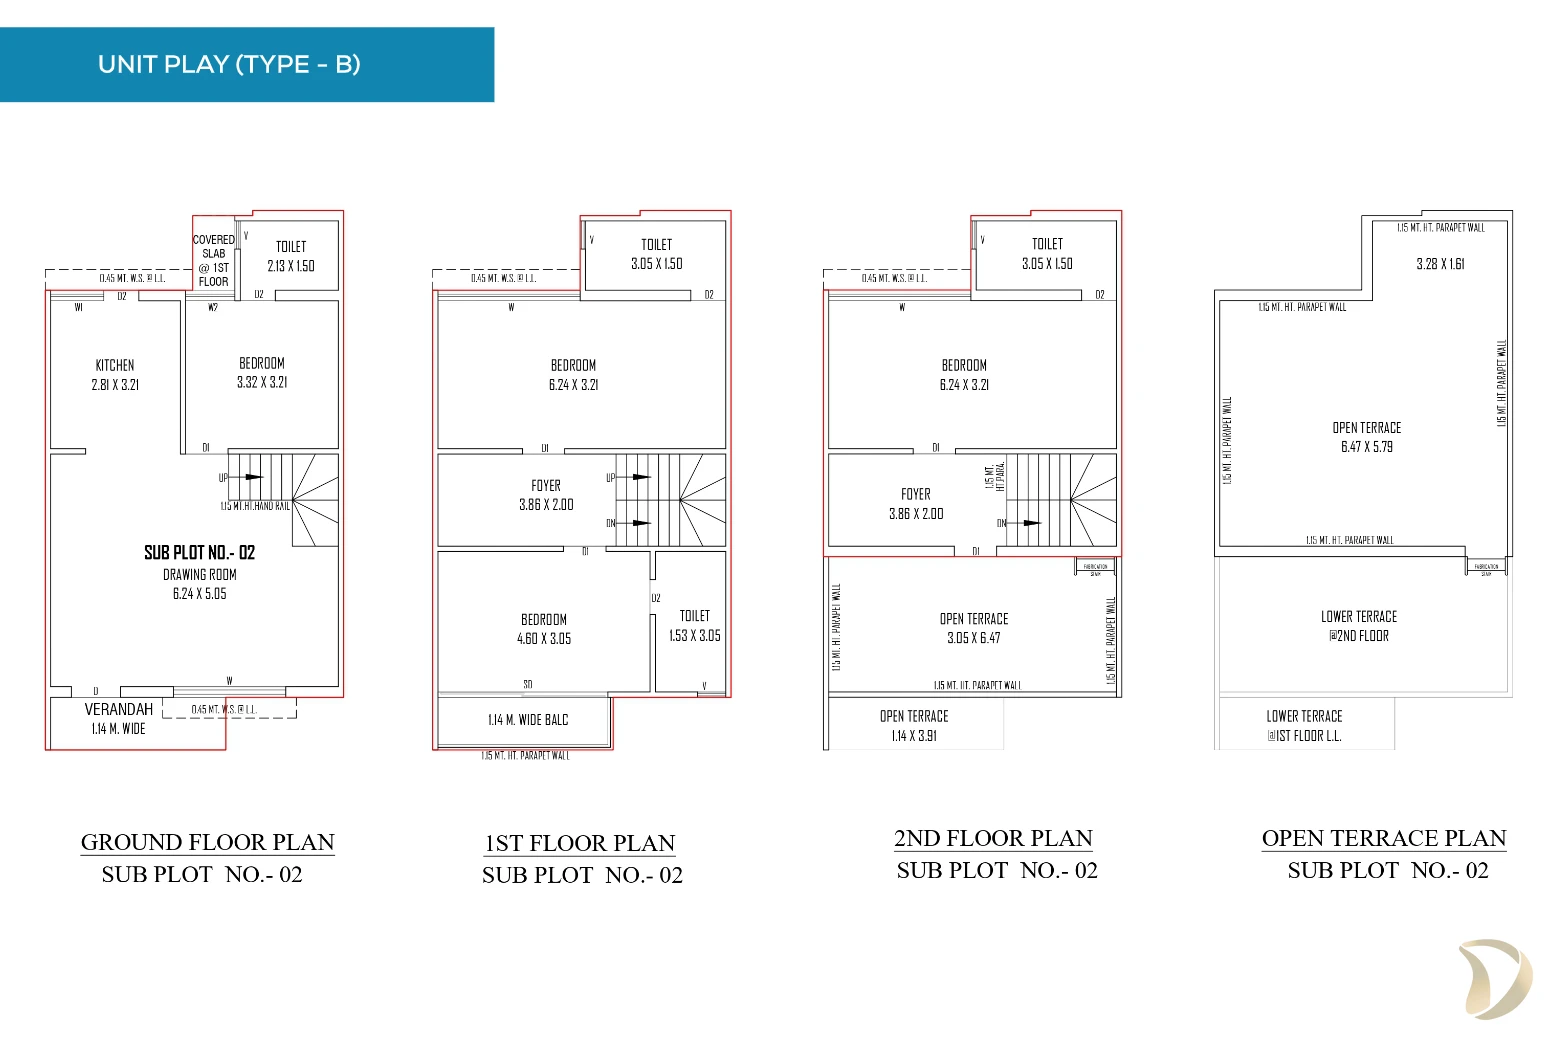 UNIT PLAY (TYPE - B)
COVERED
SLAB
@ 1ST
FLOOR
V
TOILET
2.13 X 1.50
0.45 MT. W.S. @ L.L.
D2
D2
W1
W2
KITCHEN
2.81 X 3.21
BEDROOM
3.32 X 3.21
D1
UP
1.15 MT.HT.HAND RAIL
SUB PLOT NO.- 02
DRAWING ROOM
6.24 X 5.05
D
W
VERANDAH
1.14 M. WIDE
0.45 MT. W.S. @ L.L.
GROUND FLOOR PLAN
SUB PLOT NO.- 02
V
TOILET
3.05 X 1.50
0.45 MT. W.S. @ L.L.
W
D2
BEDROOM
6.24 X 3.21
D1
FOYER
3.86 X 2.00
UP
DN
D1
BEDROOM
4.60 X 3.05
D2
TOILET
1.53 X 3.05
SD
V
1.14 M. WIDE BALC
1.15 MT. HT. PARAPET WALL
1ST FLOOR PLAN
SUB PLOT NO.- 02
V
TOILET
3.05 X 1.50
0.45 MT. W.S. @ L.L.
W
D2
BEDROOM
6.24 X 3.21
D1
1.15 MT.
HT.PARA.
FOYER
3.86 X 2.00
DN
D1
FABRICATION
STAIR
1.15 MT. HT. PARAPET WALL
OPEN TERRACE
3.05 X 6.47
1.15 MT. HT. PARAPET WALL
1.15 MT. HT. PARAPET WALL
OPEN TERRACE
1.14 X 3.91
2ND FLOOR PLAN
SUB PLOT NO.- 02
1.15 MT. HT. PARAPET WALL
3.28 X 1.61
1.15 MT. HT. PARAPET WALL
1.15 MT. HT. PARAPET WALL
1.15 MT. HT. PARAPET WALL
OPEN TERRACE
6.47 X 5.79
1.15 MT. HT. PARAPET WALL
FABRICATION
STAIR
LOWER TERRACE
@2ND FLOOR
LOWER TERRACE
@1ST FLOOR L.L.
OPEN TERRACE PLAN
SUB PLOT NO.- 02